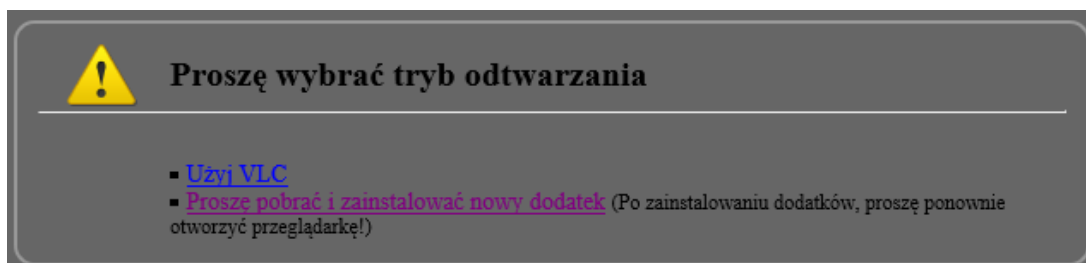 Proszę wybrać tryb odtwarzania
Użyj VLC
Proszę pobrać i zainstalować nowy dodatek (Po zainstalowaniu dodatków, proszę ponownie
otworzyć przeglądarkę!)